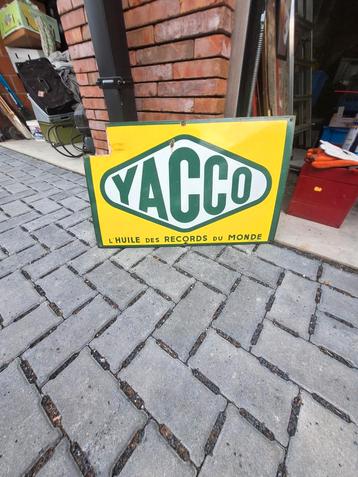 YACCO
L'HUILE DES RECORDS DU MONDE